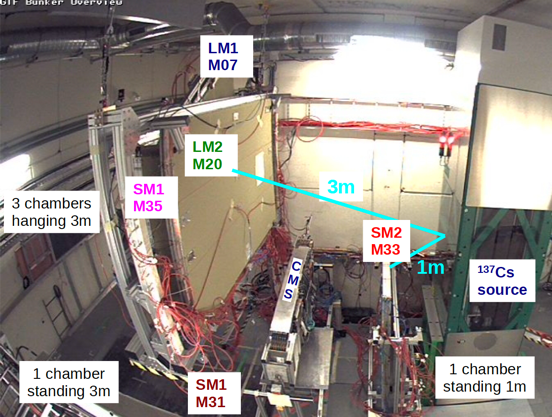 GIF Bunker Overview
LM1
M07
LM2
M20
3m
SM1
M35
3 chambers
hanging 3m
SM2
M33
1m
CMS
¹³⁷Cs
source
1 chamber
standing 3m
SM1
M31
1 chamber
standing 1m